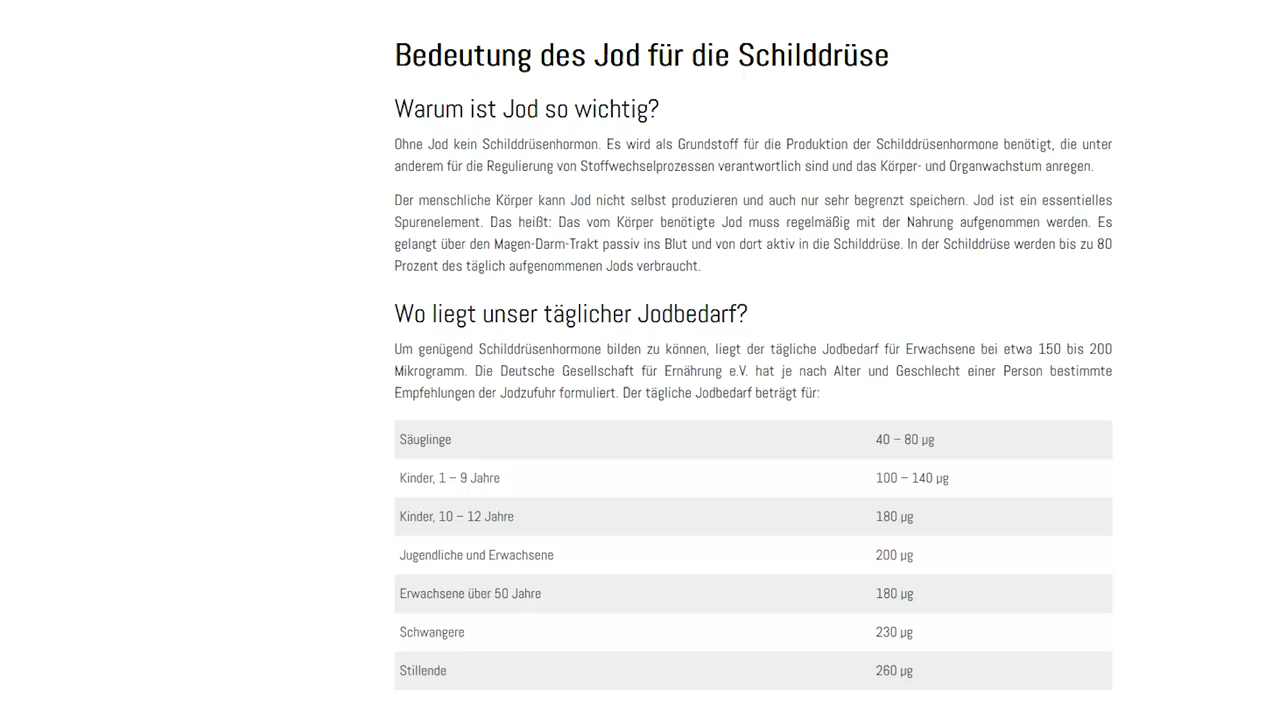 Bedeutung des Jod für die Schilddrüse
Warum ist Jod so wichtig?
Ohne Jod kein Schilddrüsenhormon. Es wird als Grundstoff für die Produktion der Schilddrüsenhormone benötigt, die unter
anderem für die Regulierung von Stoffwechselprozessen verantwortlich sind und das Körper- und Organwachstum anregen.
Der menschliche Körper kann Jod nicht selbst produzieren und auch nur sehr begrenzt speichern. Jod ist ein essentielles
Spurenelement. Das heißt: Das vom Körper benötigte Jod muss regelmäßig mit der Nahrung aufgenommen werden. Es
gelangt über den Magen-Darm-Trakt passiv ins Blut und von dort aktiv in die Schilddrüse. In der Schilddrüse werden bis zu 80
Prozent des täglich aufgenommenen Jods verbraucht.
Wo liegt unser täglicher Jodbedarf?
Um genügend Schilddrüsenhormone bilden zu können, liegt der tägliche Jodbedarf für Erwachsene bei etwa 150 bis 200
Mikrogramm. Die Deutsche Gesellschaft für Ernährung e.V. hat je nach Alter und Geschlecht einer Person bestimmte
Empfehlungen der Jodzufuhr formuliert. Der tägliche Jodbedarf beträgt für:
Säuglinge 40 – 80 µg
Kinder, 1 – 9 Jahre 100 – 140 µg
Kinder, 10 – 12 Jahre 180 µg
Jugendliche und Erwachsene 200 µg
Erwachsene über 50 Jahre 180 µg
Schwangere 230 µg
Stillende 260 µg